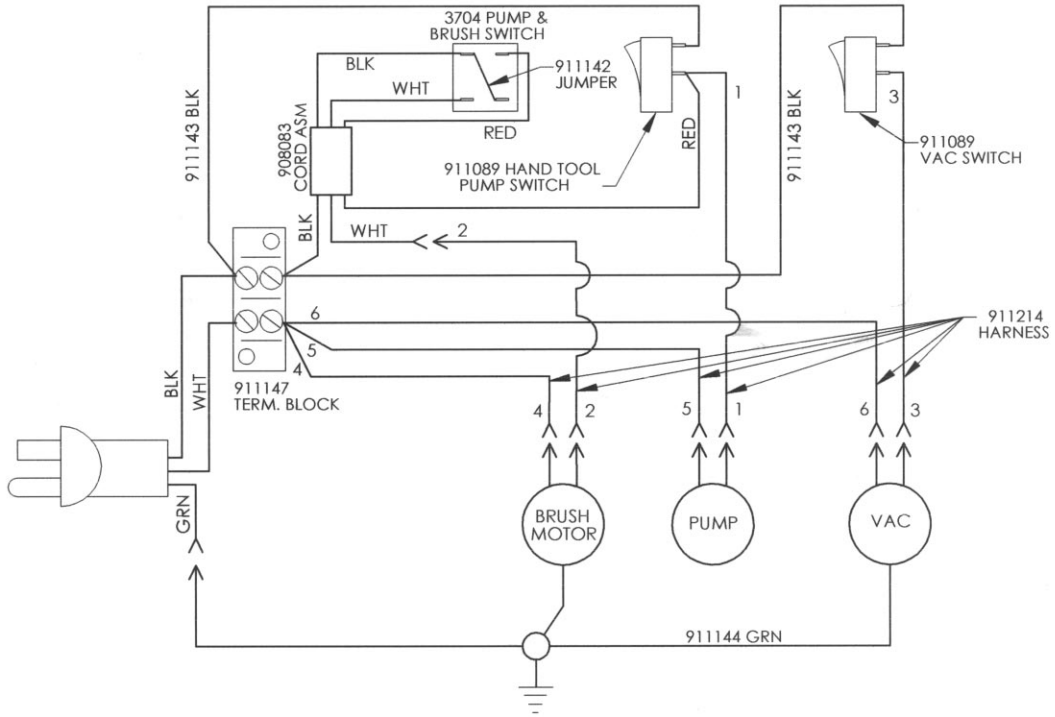 3704 PUMP &
BRUSH SWITCH
BLK
911142
JUMPER
WHT
RED
911143 BLK
908083
CORD ASM
911089 HAND TOOL
PUMP SWITCH
1
RED
911143 BLK
3
911089
VAC SWITCH
BLK
WHT
2
6
5
4
911147
TERM. BLOCK
911214
HARNESS
BLK
WHT
GRN
4
2
5
1
6
3
BRUSH
MOTOR
PUMP
VAC
911144 GRN